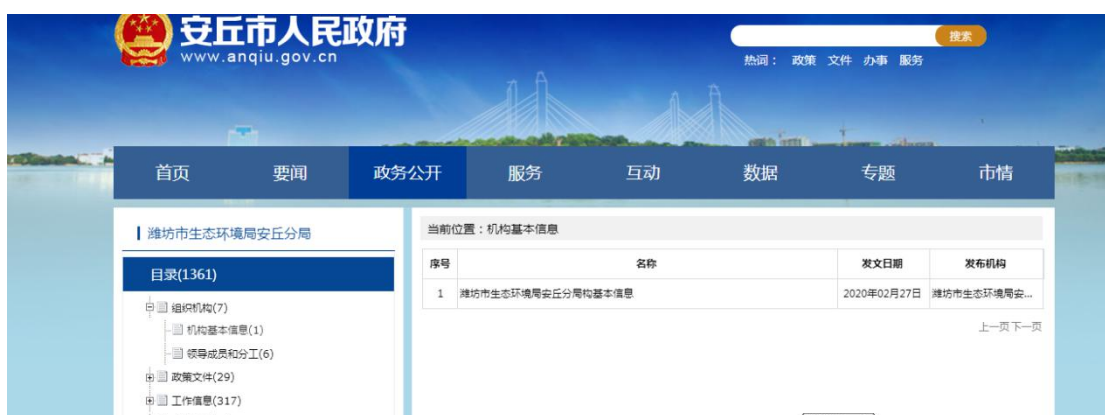 安丘市人民政府
www.anqiu.gov.cn
搜索
热词： 政策 文件 办事 服务
首页 要闻 政务公开 服务 互动 数据 专题 市情
潍坊市生态环境局安丘分局
目录(1361)
组织机构(7)
机构基本信息(1)
领导成员和分工(6)
政策文件(29)
工作信息(317)
当前位置：机构基本信息
序号 名称 发文日期 发布机构
1 潍坊市生态环境局安丘分局构基本信息 2020年02月27日 潍坊市生态环境局安...
上一页 下一页